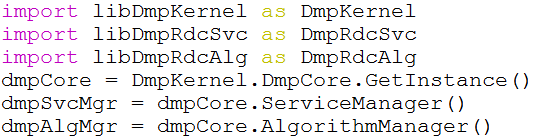 import libDmpKernel as DmpKernel
import libDmpRdcSvc as DmpRdcSvc
import libDmpRdcAlg as DmpRdcAlg
dmpCore = DmpKernel.DmpCore.GetInstance()
dmpSvcMgr = dmpCore.ServiceManager()
dmpAlgMgr = dmpCore.AlgorithmManager()